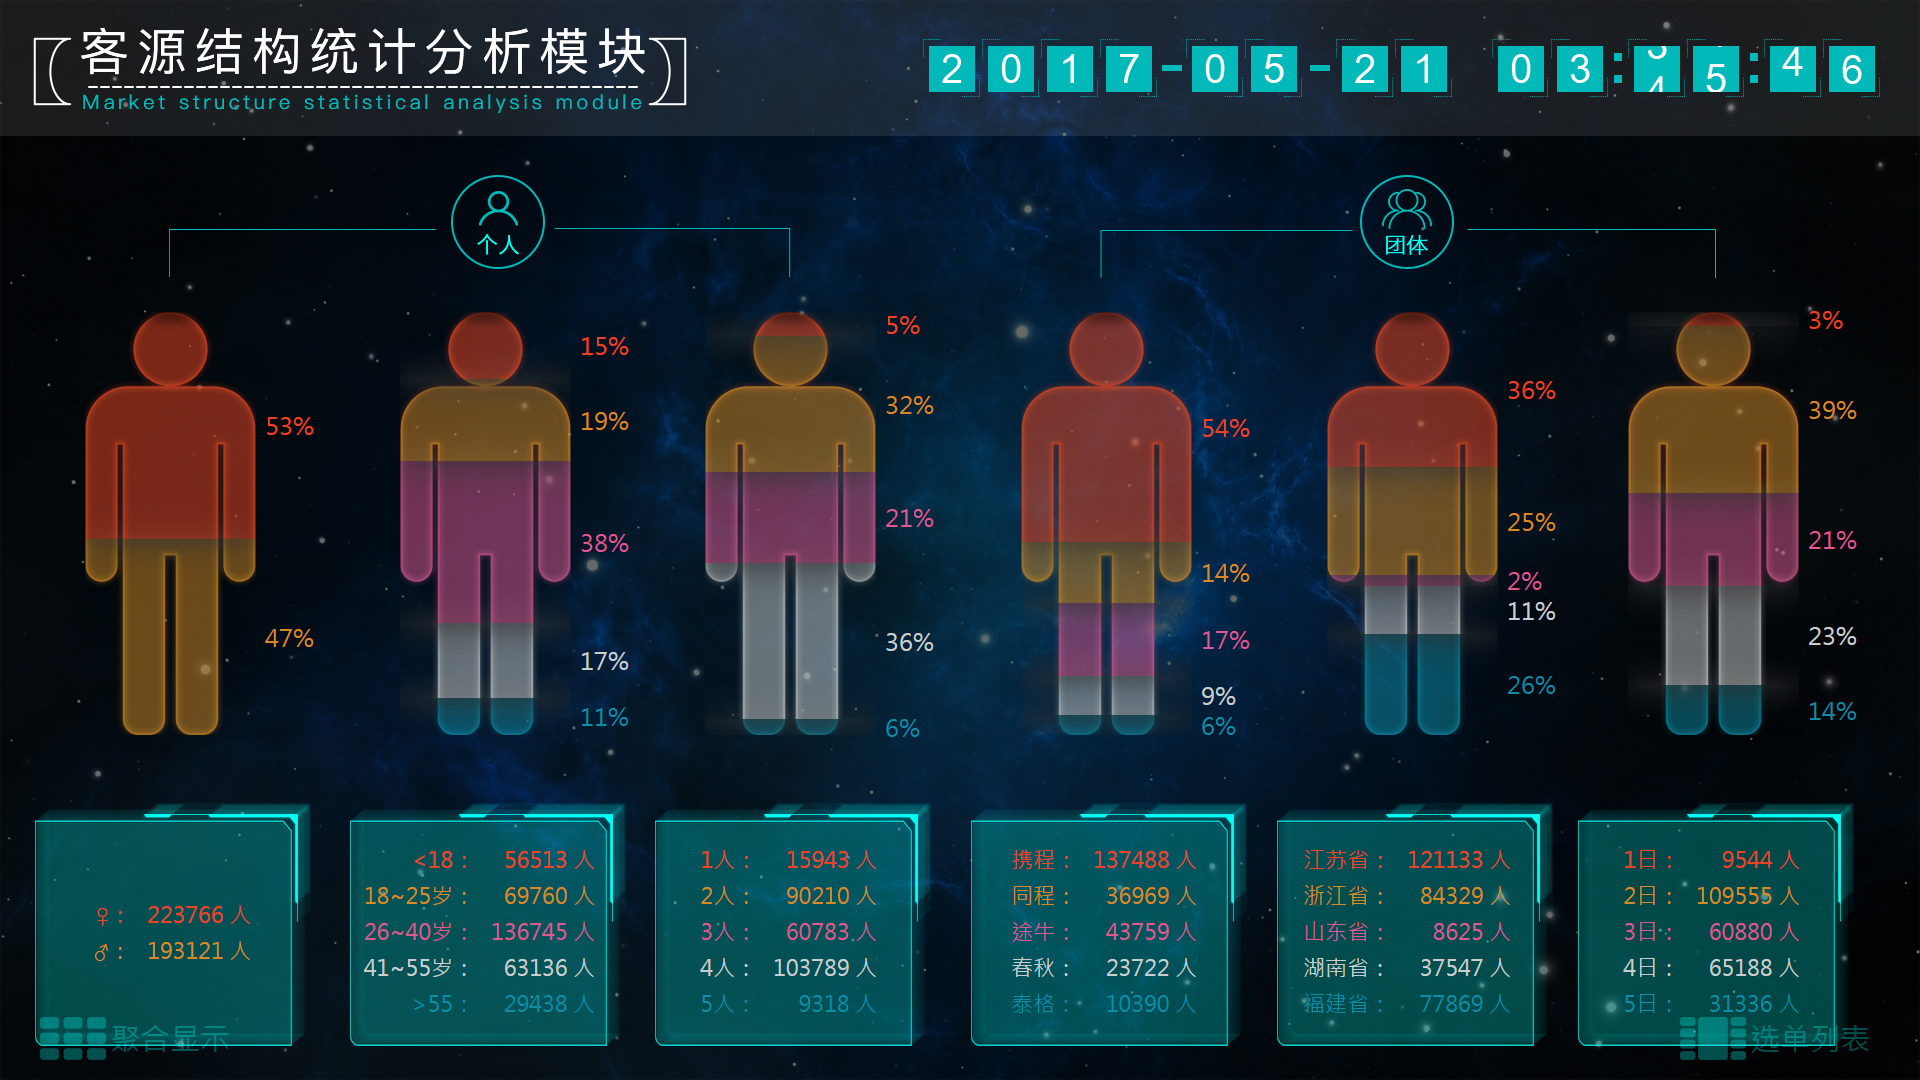 客源结构统计分析模块
Market structure statistical analysis module
2017-05-21 03: 5:46
个人
团体
53%
47%
15%
19%
38%
17%
11%
5%
32%
21%
36%
6%
54%
14%
17%
9%
6%
36%
25%
2%
11%
26%
3%
39%
21%
23%
14%
♀： 223766 人
♂： 193121 人
<18： 56513 人
18~25岁： 69760 人
26~40岁： 136745 人
41~55岁： 63136 人
>55： 29438 人
1人： 15943 人
2人： 90210 人
3人： 60783 人
4人： 103789 人
5人： 9318 人
携程： 137488 人
同程： 36969 人
途牛： 43759 人
春秋： 23722 人
泰格： 10390 人
江苏省： 121133 人
浙江省： 84329 人
山东省： 8625 人
湖南省： 37547 人
福建省： 77869 人
1日： 9544 人
2日： 109555 人
3日： 60880 人
4日： 65188 人
5日： 31336 人
聚合显示
选单列表